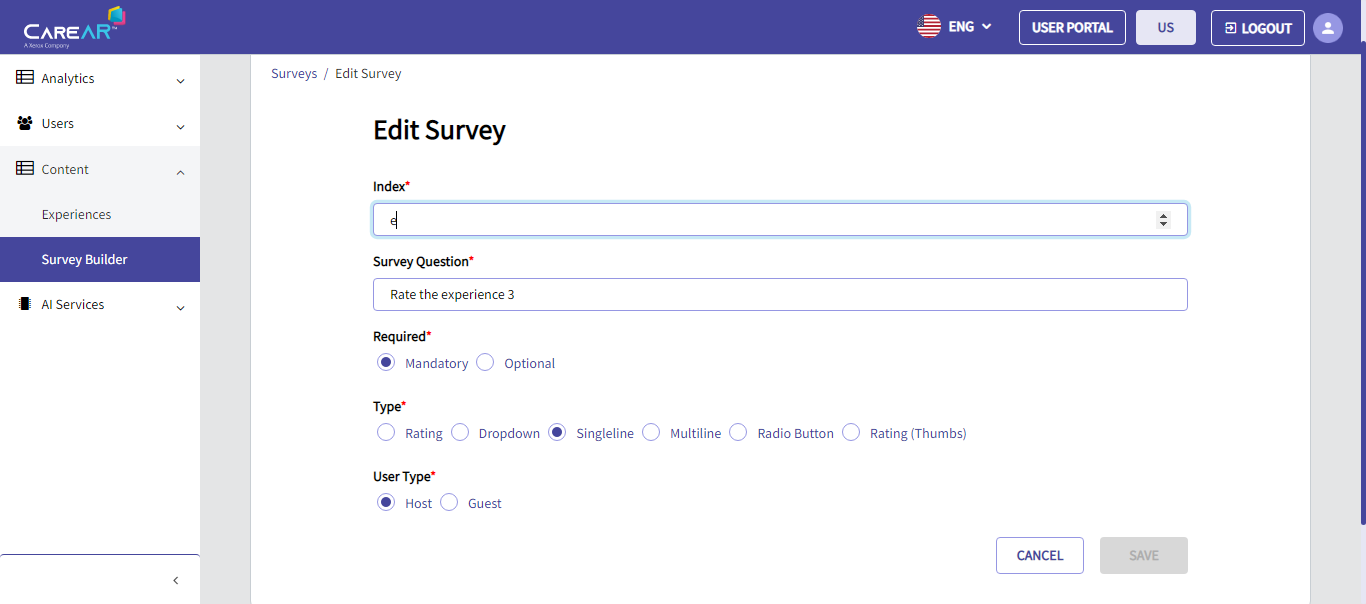 CAREAR™
A Xerox Company
ENG
USER PORTAL
US
LOGOUT
Analytics
Users
Content
Experiences
Survey Builder
AI Services
Surveys / Edit Survey
Edit Survey
Index*
e
Survey Question*
Rate the experience 3
Required*
Mandatory Optional
Type*
Rating Dropdown Singleline Multiline Radio Button Rating (Thumbs)
User Type*
Host Guest
CANCEL SAVE